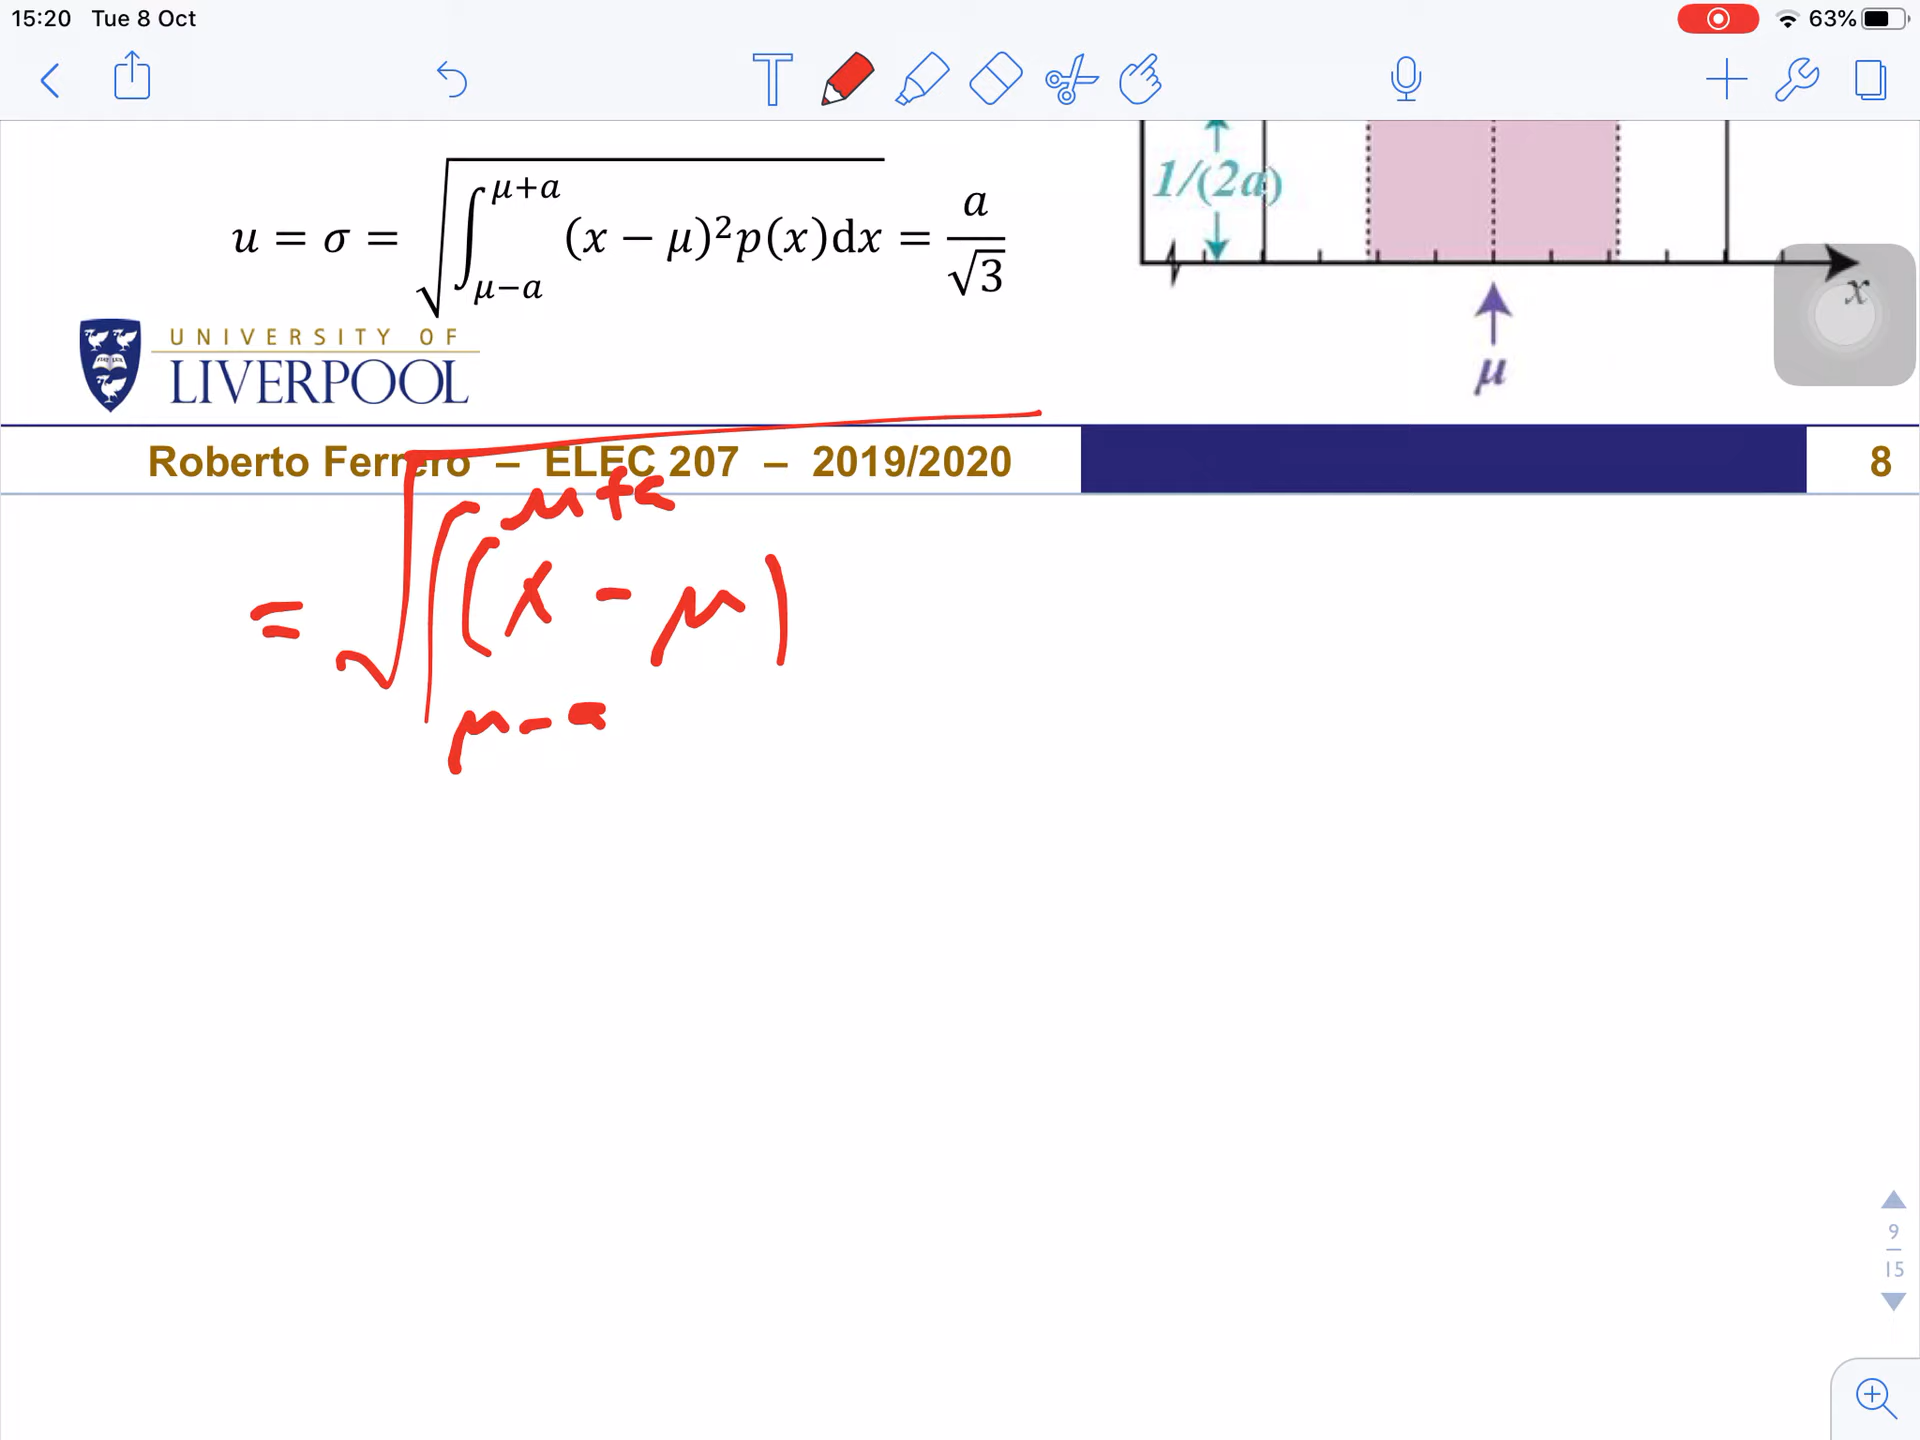 15:20 Tue 8 Oct 63%
T
u = σ = √∫ μ+a μ−a (x − μ)²p(x)dx = a/√3
1/(2a)
x
μ
UNIVERSITY OF
LIVERPOOL
Roberto Ferrero – ELEC 207 – 2019/2020 8
= √∫ μ+a μ-a (x - μ)
9
15